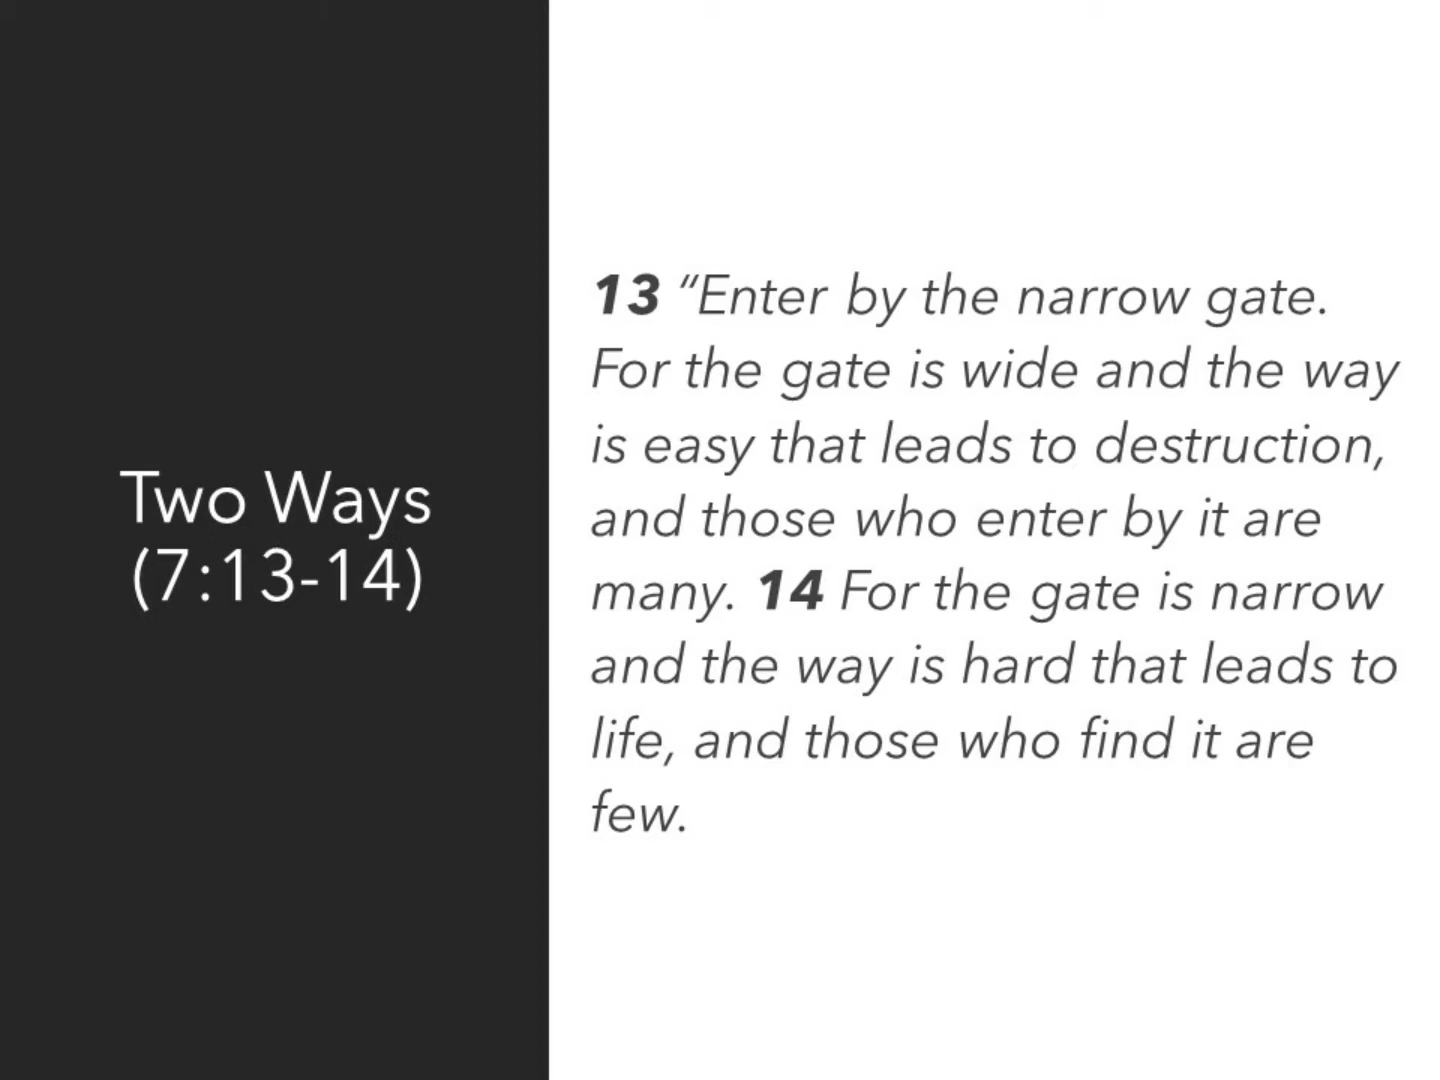 Two Ways
(7:13-14)
13 “Enter by the narrow gate.
For the gate is wide and the way
is easy that leads to destruction,
and those who enter by it are
many. 14 For the gate is narrow
and the way is hard that leads to
life, and those who find it are
few.